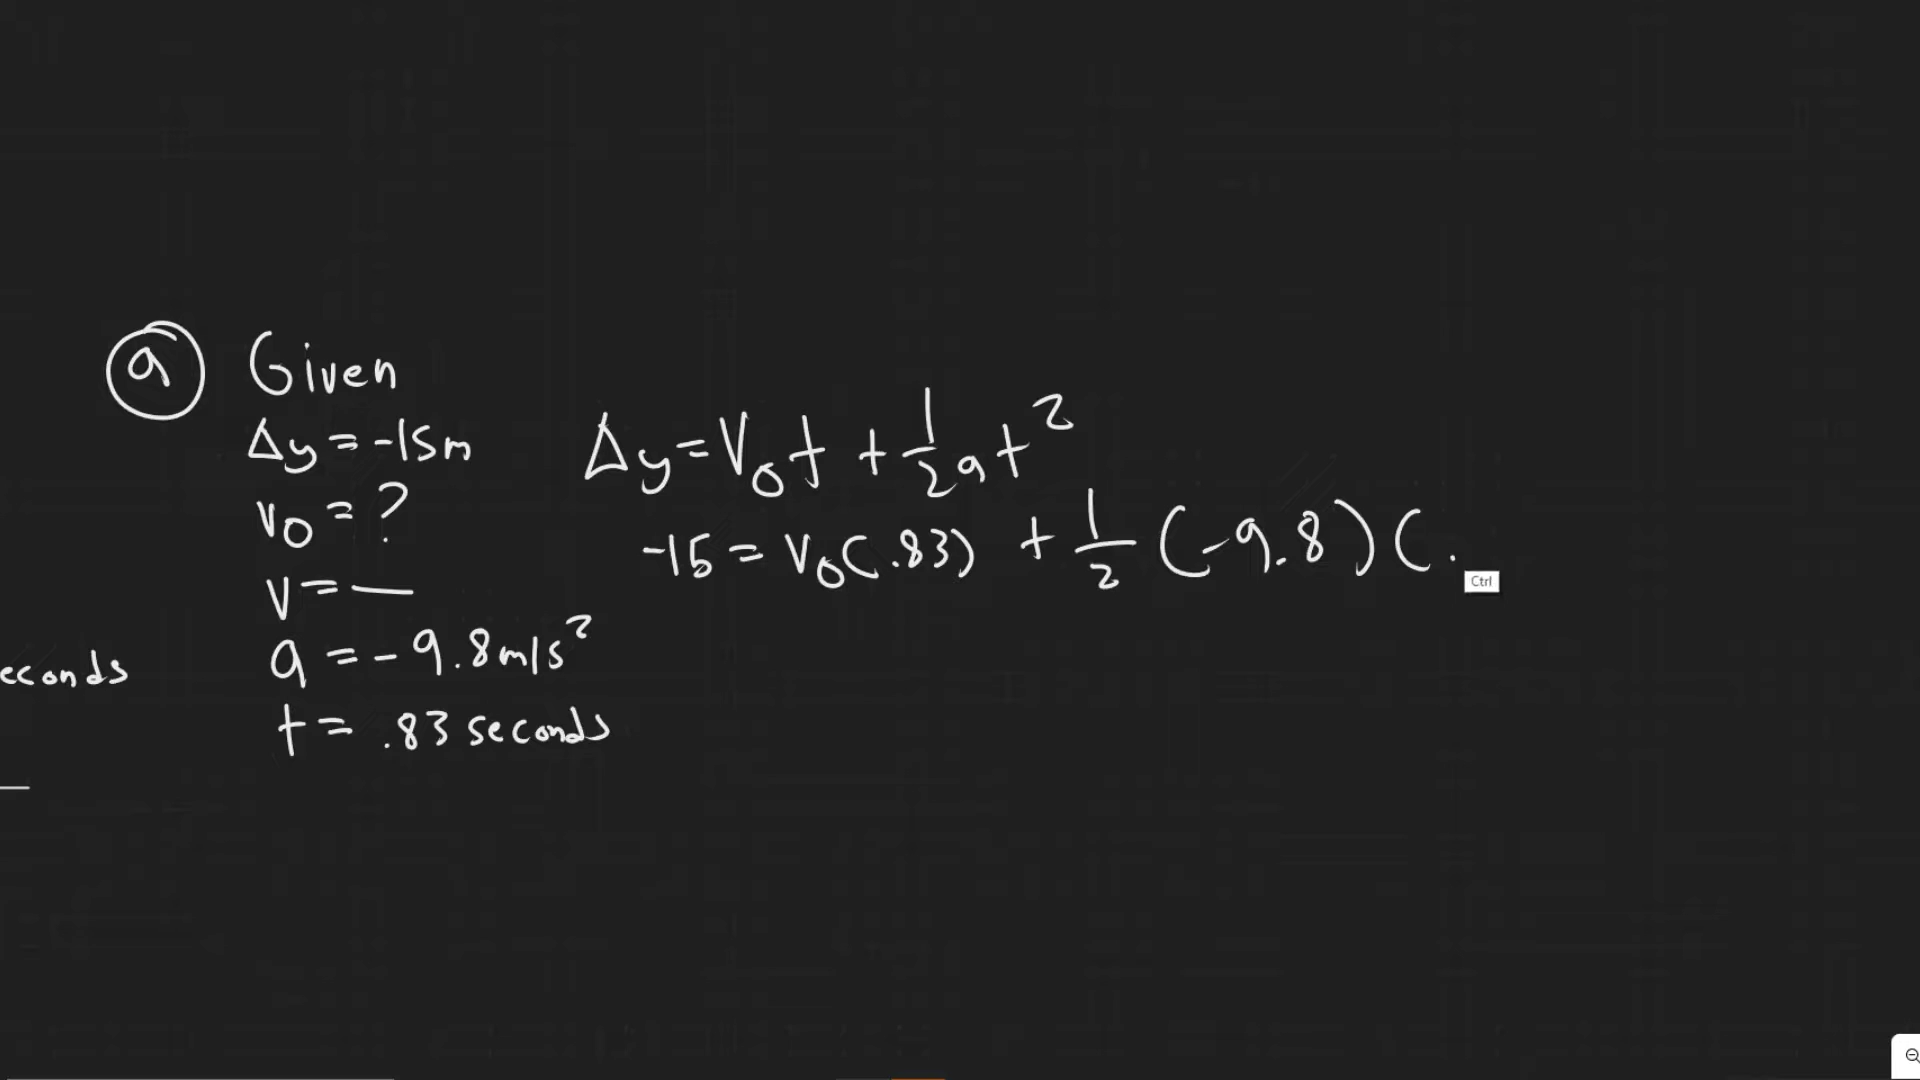 ⓐ Given
Δy = -15m
v₀ = ?
v = —
a = -9.8m/s²
t = .83 seconds
Δy = V₀t + 1/2at²
-15 = V₀(.83) + 1/2 (-9.8)(.
Ctrl
econds